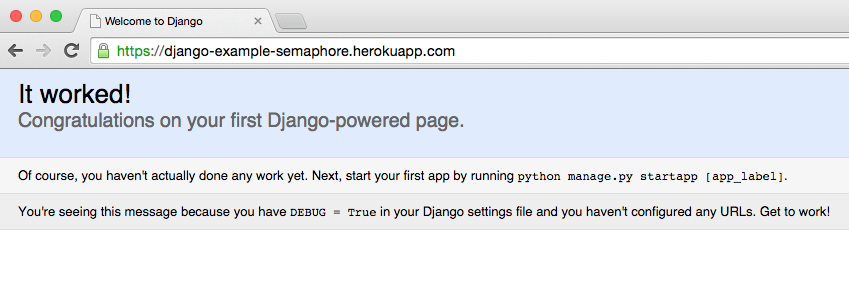 Welcome to Django
https://django-example-semaphore.herokuapp.com
It worked!
Congratulations on your first Django-powered page.
Of course, you haven't actually done any work yet. Next, start your first app by running python manage.py startapp [app_label].
You're seeing this message because you have DEBUG = True in your Django settings file and you haven't configured any URLs. Get to work!